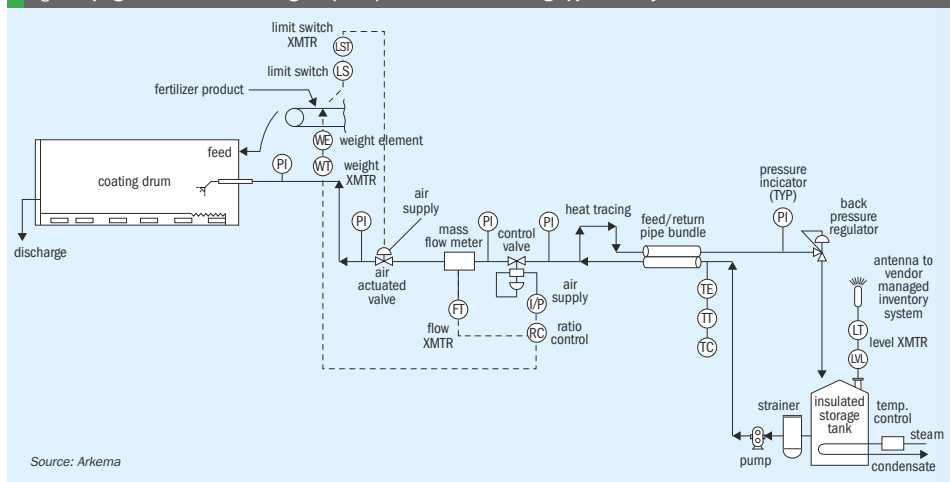 limit switch
XMTR
LST
limit switch
LS
fertilizer product
WE
weight element
feed
PI
WT
weight
XMTR
coating drum
discharge
air
supply
PI
air
actuated
valve
mass
flow meter
PI
control
valve
PI
heat tracing
feed/return
pipe bundle
pressure
incicator
(TYP)
PI
back
pressure
regulator
antenna to
vendor
managed
inventory
system
FT
flow
XMTR
I/P
air
supply
RC
ratio
control
TE
TT
TC
LT
level XMTR
LVL
strainer
pump
insulated
storage
tank
temp.
control
steam
condensate
Source: Arkema